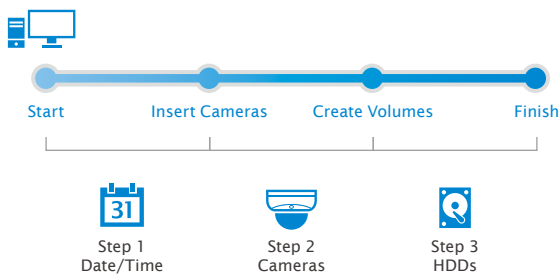 Start
Insert Cameras
Create Volumes
Finish
31
Step 1
Date/Time
Step 2
Cameras
Step 3
HDDs